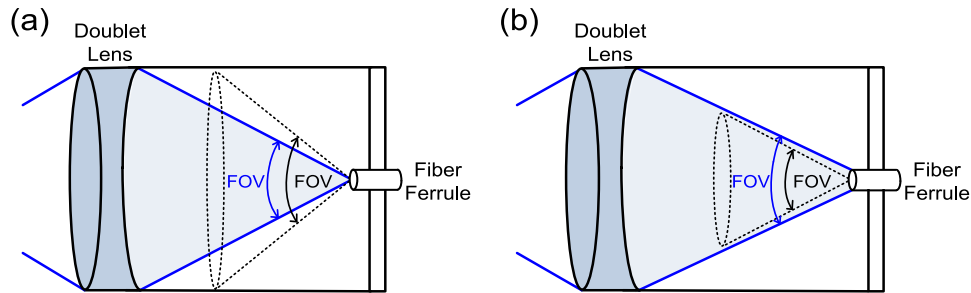 (a)
Doublet
Lens
FOV
FOV
Fiber
Ferrule
(b)
Doublet
Lens
FOV
FOV
Fiber
Ferrule